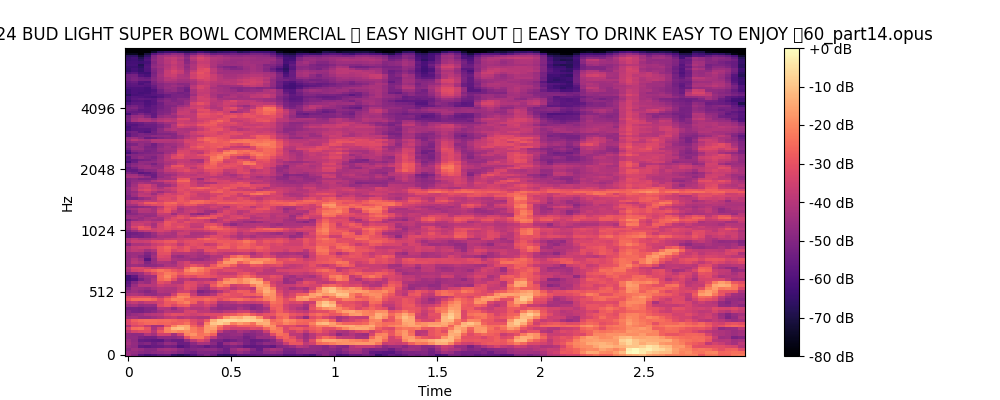 24 BUD LIGHT SUPER BOWL COMMERCIAL ▯ EASY NIGHT OUT ▯ EASY TO DRINK EASY TO ENJOY ▯60_part14.opus
+0 dB
-10 dB
-20 dB
-30 dB
-40 dB
-50 dB
-60 dB
-70 dB
-80 dB
Hz
4096
2048
1024
512
0
0 0.5 1 1.5 2 2.5
Time